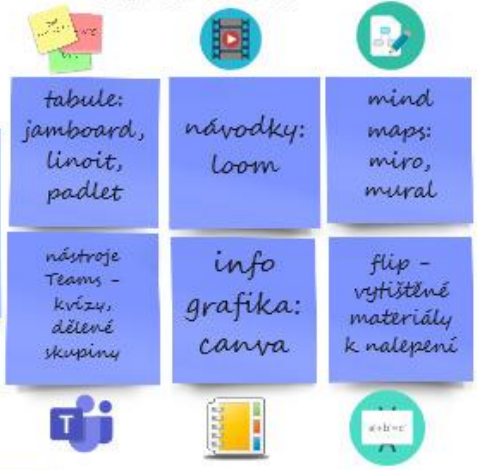 tabule:
jamboard,
linoit,
padlet
návodky:
loom
mind
maps:
miro,
mural
nástroje
Teams -
kvízy,
dělené
skupiny
info
grafika:
canva
flip -
vytištěné
materiály
k nalepení
T